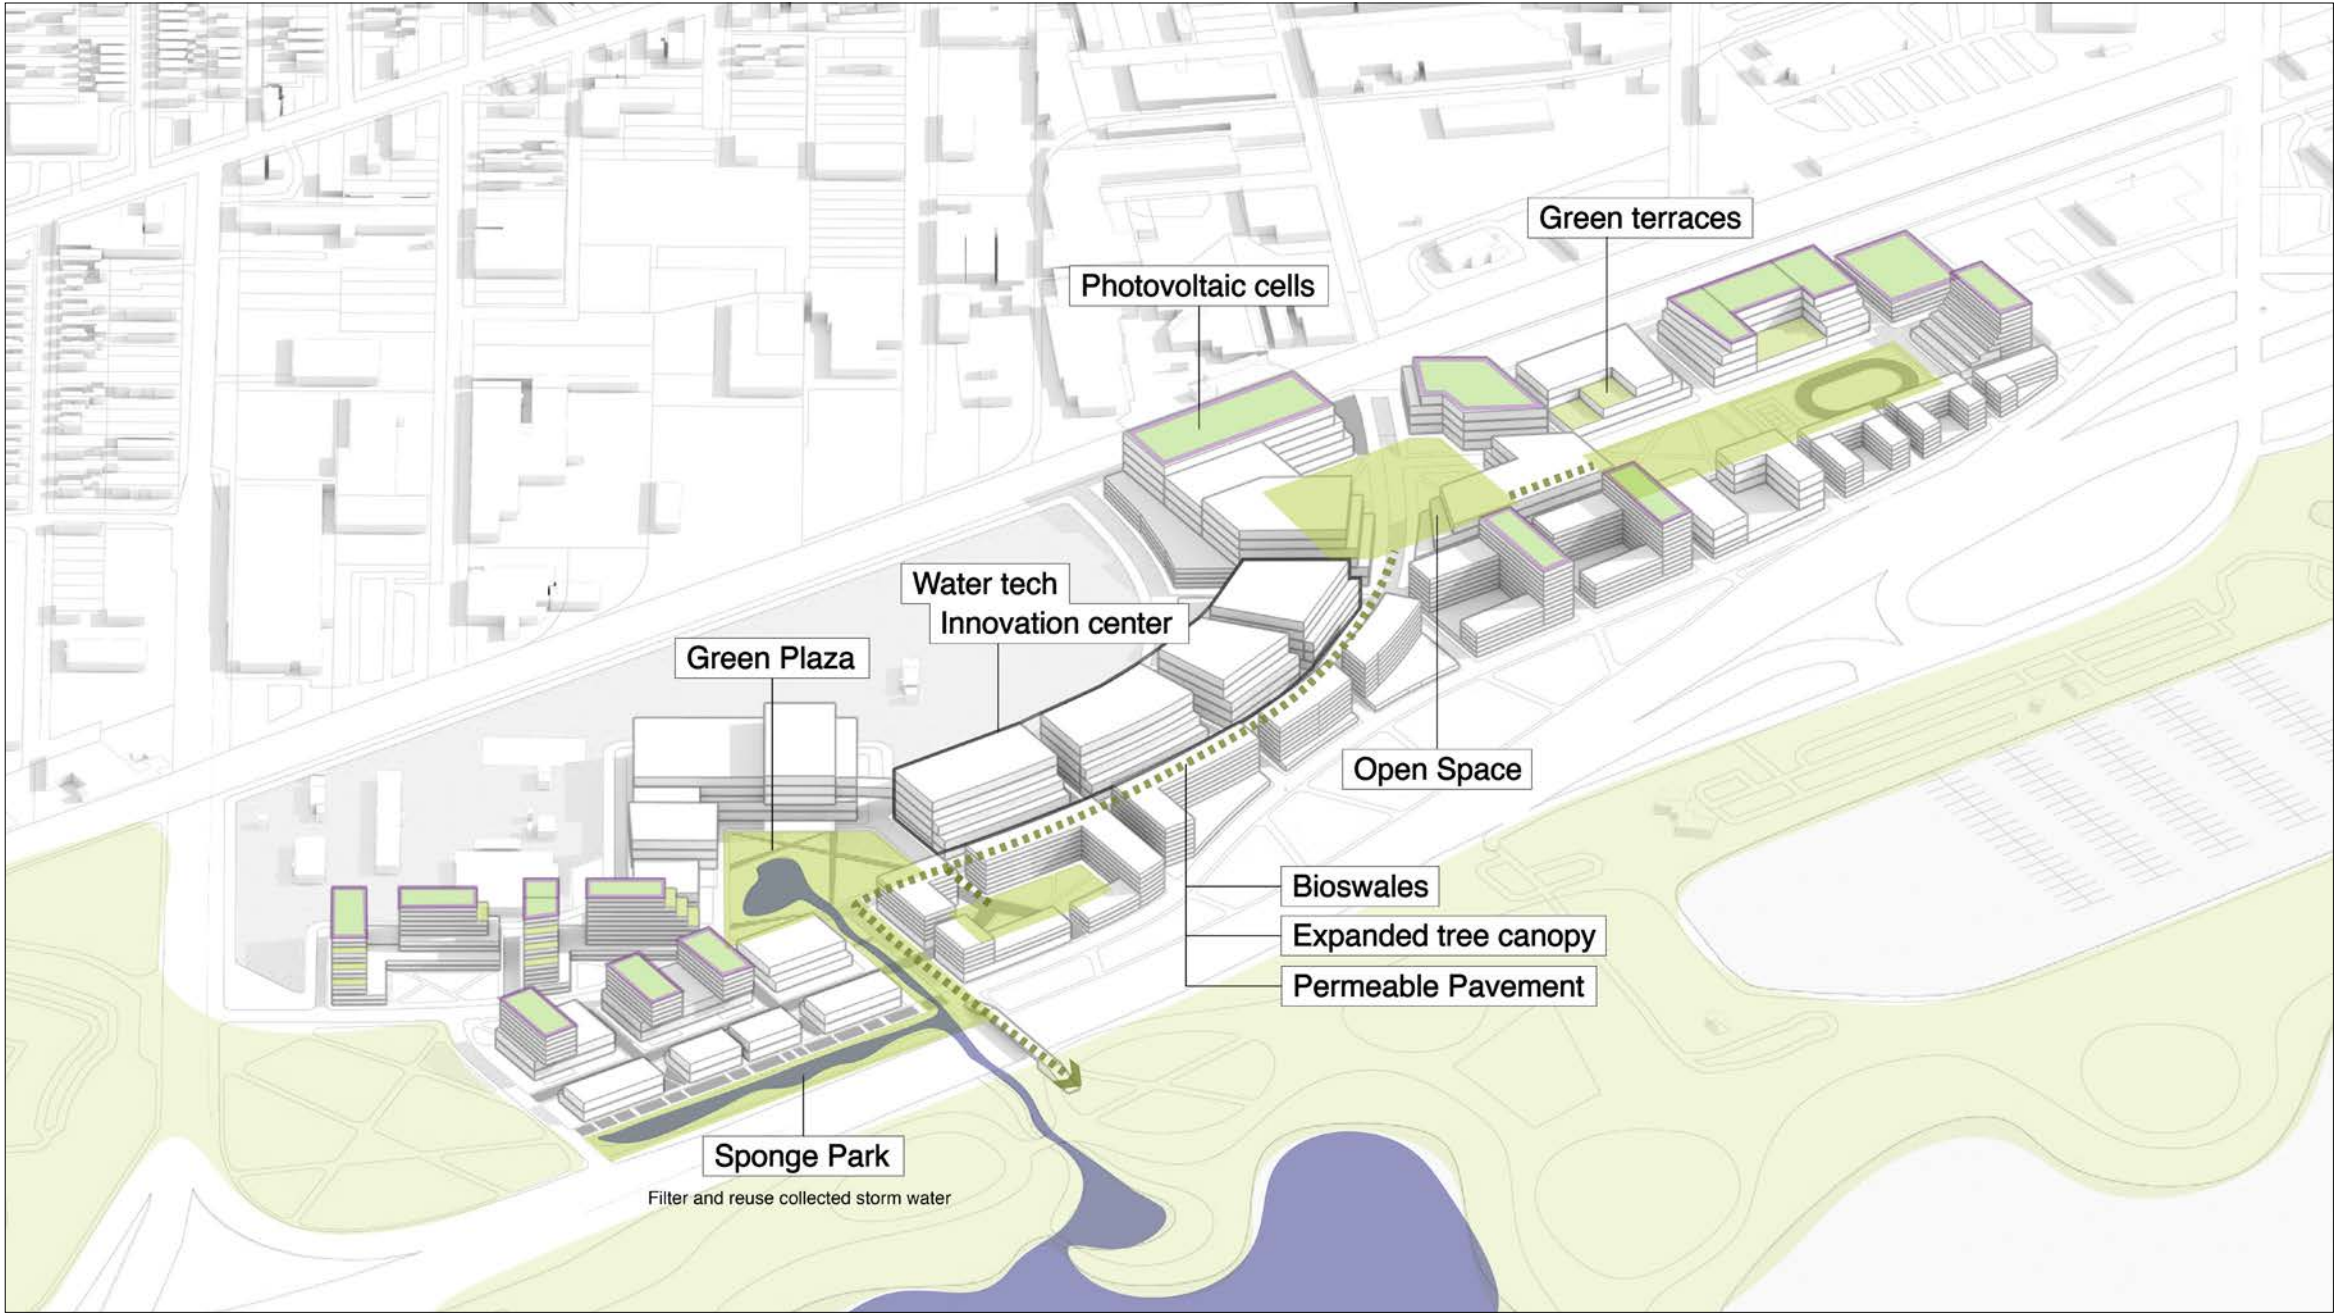 Green terraces
Photovoltaic cells
Water tech
Innovation center
Green Plaza
Open Space
Bioswales
Expanded tree canopy
Permeable Pavement
Sponge Park
Filter and reuse collected storm water